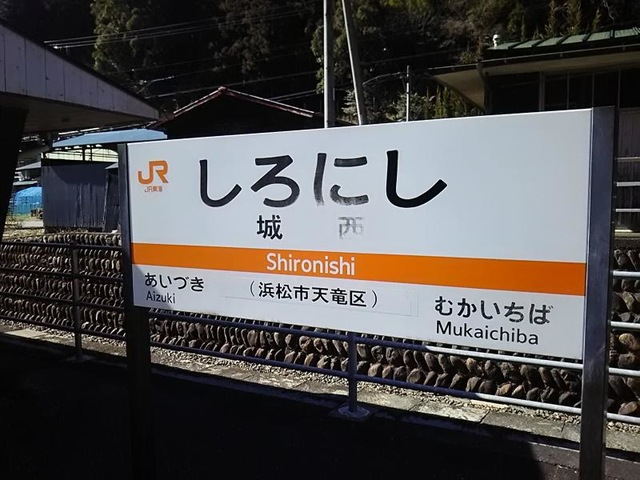 JR
JR東海
しろにし
城 西
Shironishi
あいづき
Aizuki
（浜松市天竜区）
むかいちば
Mukaichiba